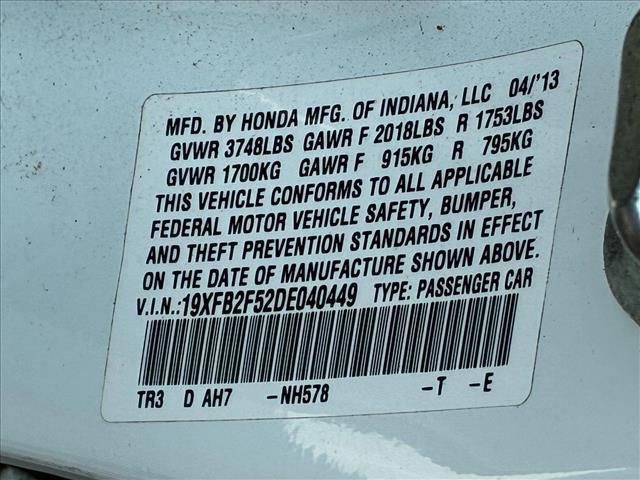 MFD. BY HONDA MFG. OF INDIANA, LLC 04/'13
GVWR 3748LBS GAWR F 2018LBS R 1753LBS
GVWR 1700KG GAWR F 915KG R 795KG
THIS VEHICLE CONFORMS TO ALL APPLICABLE
FEDERAL MOTOR VEHICLE SAFETY, BUMPER,
AND THEFT PREVENTION STANDARDS IN EFFECT
ON THE DATE OF MANUFACTURE SHOWN ABOVE.
V.I.N.:19XFB2F52DE040449 TYPE: PASSENGER CAR
TR3 D AH7 -NH578 -T -E